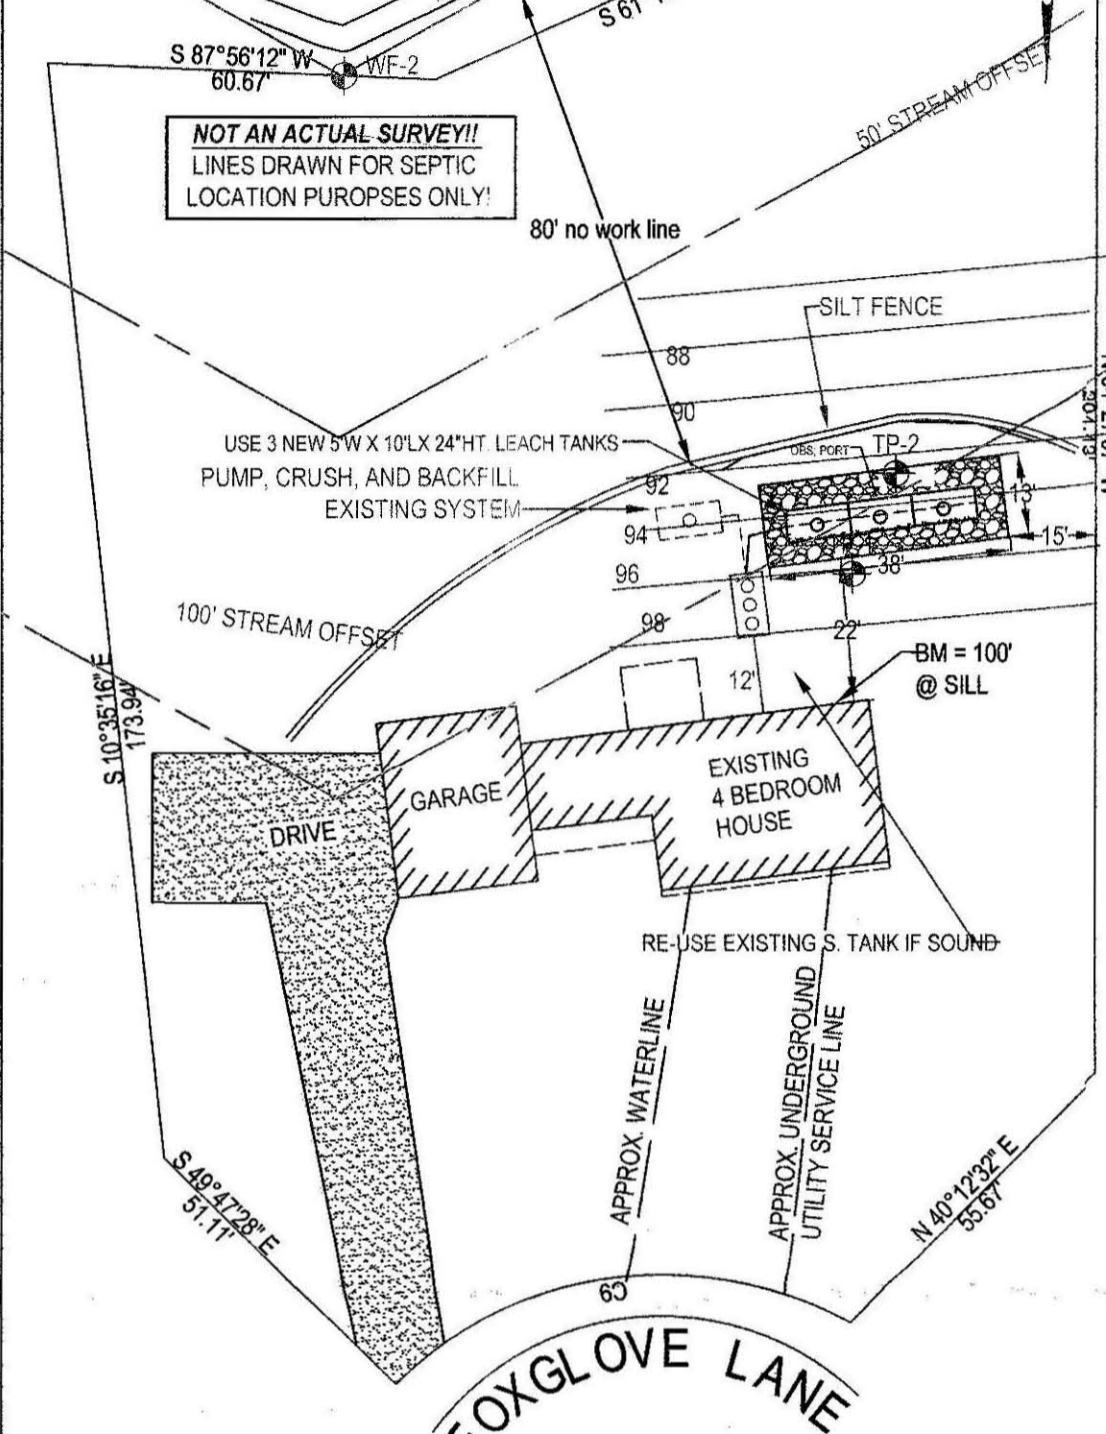 S 61°
S 87°56'12" W
60.67'
WF-2
NOT AN ACTUAL SURVEY!!
LINES DRAWN FOR SEPTIC
LOCATION PUROPSES ONLY!
50' STREAM OFFSET
80' no work line
SILT FENCE
88
90
USE 3 NEW 5'W X 10'LX 24"HT. LEACH TANKS
OBS. PORT
TP-2
PUMP, CRUSH, AND BACKFILL
EXISTING SYSTEM
92
94
13'
15'
38'
96
98
22'
100' STREAM OFFSET
BM = 100'
@ SILL
12'
S 10°35'16" E
173.94'
EXISTING
4 BEDROOM
HOUSE
GARAGE
DRIVE
RE-USE EXISTING S. TANK IF SOUND
APPROX. WATERLINE
APPROX. UNDERGROUND
UTILITY SERVICE LINE
S 49°47'28" E
51.11'
N 40°12'32" E
55.67'
OXGLOVE LANE